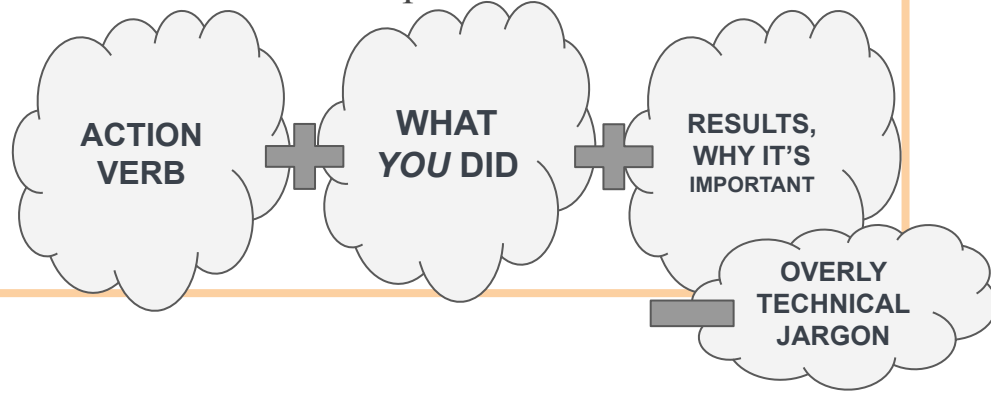 ACTION
VERB
WHAT
YOU DID
RESULTS,
WHY IT'S
IMPORTANT
OVERLY
TECHNICAL
JARGON